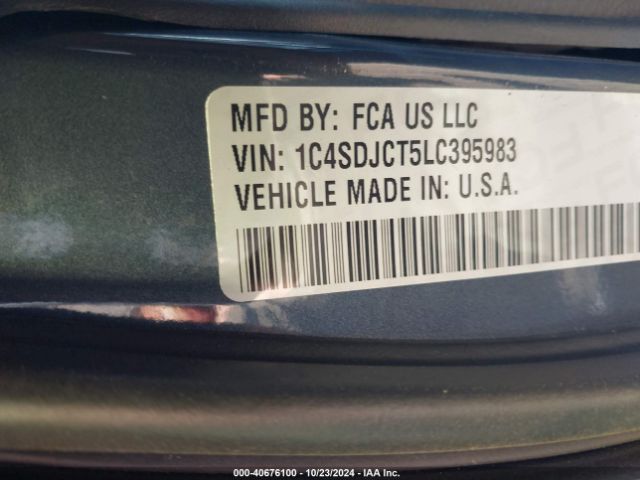 MFD BY: FCA US LLC
VIN: 1C4SDJCT5LC395983
VEHICLE MADE IN: U.S.A.
000-40676100 • 10/23/2024 • IAA Inc.